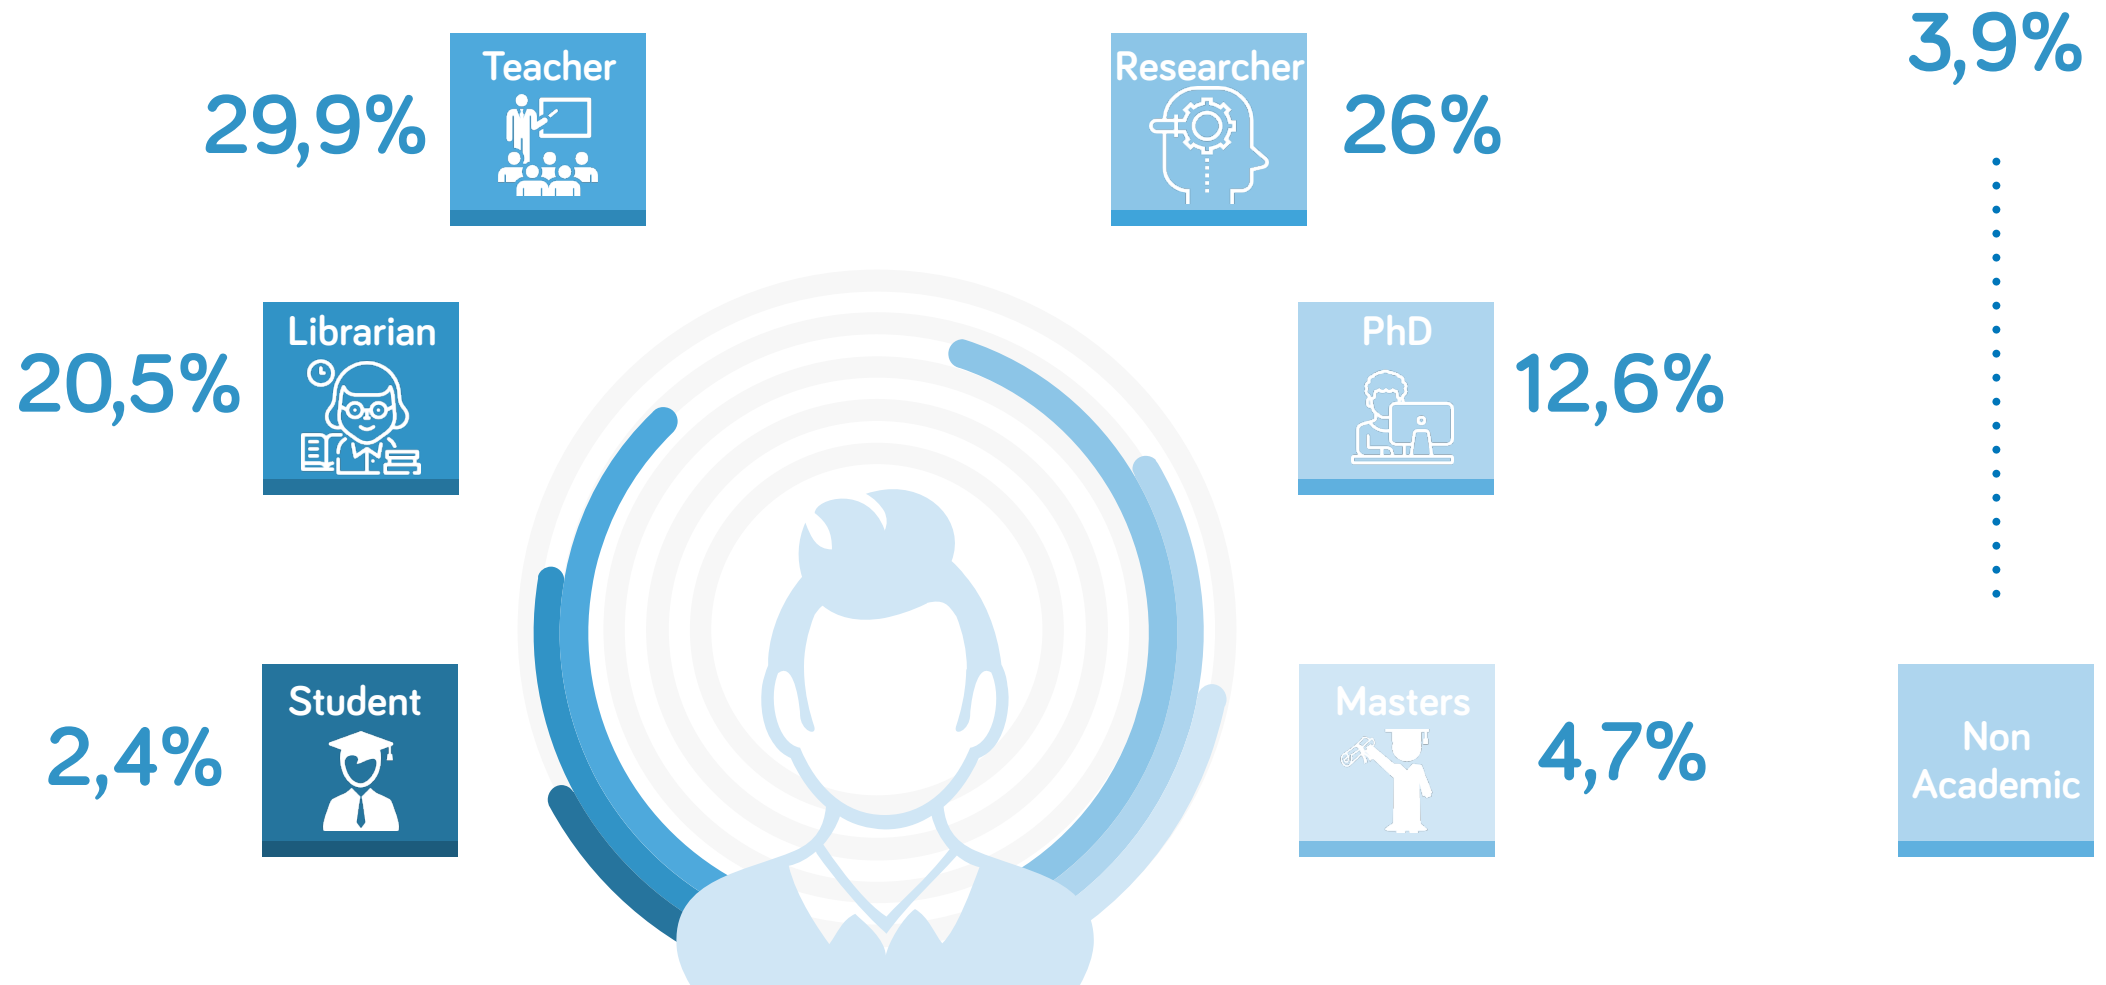 Teacher
29,9%
Researcher
26%
3,9%
Librarian
20,5%
PhD
12,6%
Student
2,4%
Masters
4,7%
Non
Academic